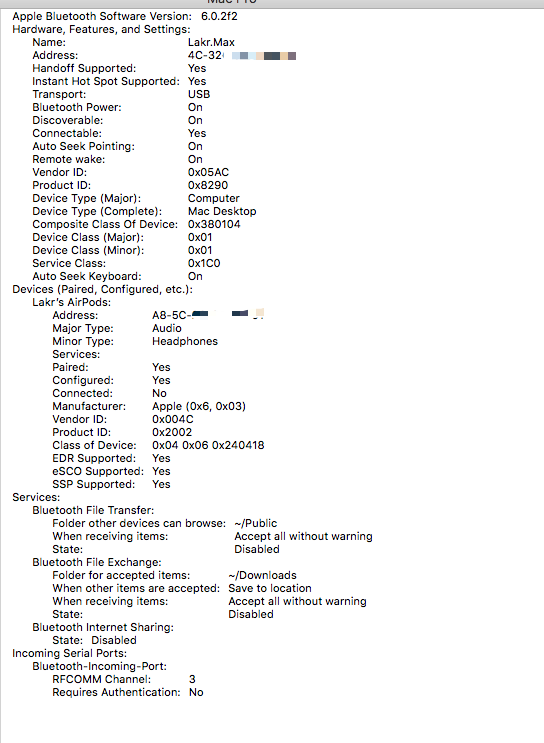 Apple Bluetooth Software Version: 6.0.2f2
Hardware, Features, and Settings:
Name: Lakr.Max
Address: 4C-32
Handoff Supported: Yes
Instant Hot Spot Supported: Yes
Transport: USB
Bluetooth Power: On
Discoverable: On
Connectable: Yes
Auto Seek Pointing: On
Remote wake: On
Vendor ID: 0x05AC
Product ID: 0x8290
Device Type (Major): Computer
Device Type (Complete): Mac Desktop
Composite Class Of Device: 0x380104
Device Class (Major): 0x01
Device Class (Minor): 0x01
Service Class: 0x1C0
Auto Seek Keyboard: On
Devices (Paired, Configured, etc.):
Lakr's AirPods:
Address: A8-5C-
Major Type: Audio
Minor Type: Headphones
Services:
Paired: Yes
Configured: Yes
Connected: No
Manufacturer: Apple (0x6, 0x03)
Vendor ID: 0x004C
Product ID: 0x2002
Class of Device: 0x04 0x06 0x240418
EDR Supported: Yes
eSCO Supported: Yes
SSP Supported: Yes
Services:
Bluetooth File Transfer:
Folder other devices can browse: ~/Public
When receiving items: Accept all without warning
State: Disabled
Bluetooth File Exchange:
Folder for accepted items: ~/Downloads
When other items are accepted: Save to location
When receiving items: Accept all without warning
State: Disabled
Bluetooth Internet Sharing:
State: Disabled
Incoming Serial Ports:
Bluetooth-Incoming-Port:
RFCOMM Channel: 3
Requires Authentication: No